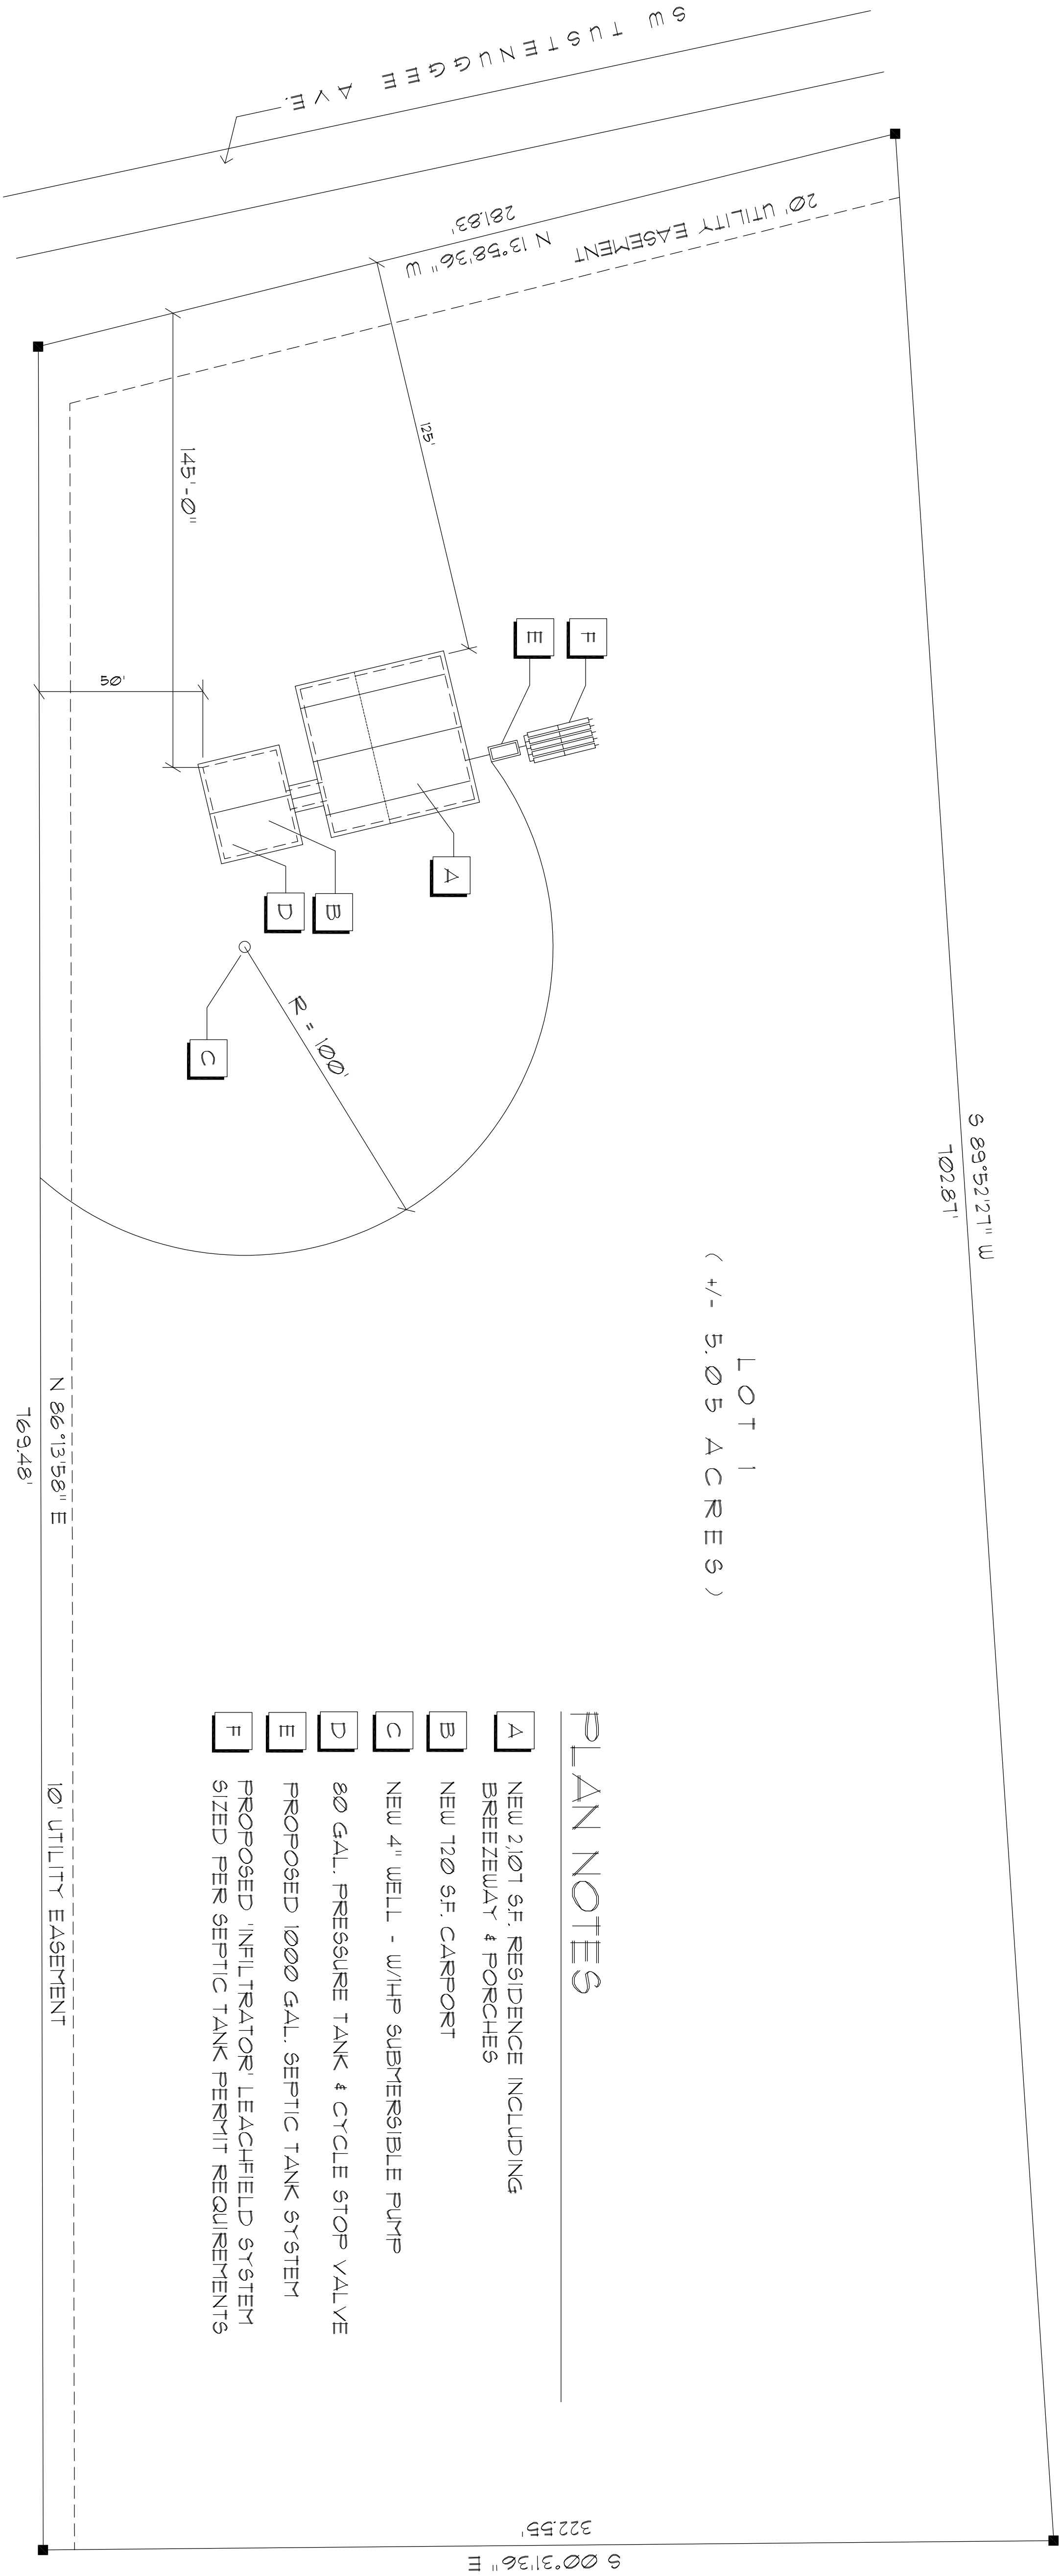 SW TUSTENUGGEE AVE.
281.83'
N 13°58'36" W
20' UTILITY EASEMENT
145'-0"
125'
50'
E
F
A
B
D
C
R = 100'
S 89°52'27" W
702.87'
LOT 1
( +/- 5.05 ACRES )
N 86°13'58" E
769.48'
10' UTILITY EASEMENT
PLAN NOTES
A NEW 2,107 S.F. RESIDENCE INCLUDING
BREEZEWAY & PORCHES
B NEW 720 S.F. CARPORT
C NEW 4" WELL - W/1HP SUBMERSIBLE PUMP
D 80 GAL. PRESSURE TANK & CYCLE STOP VALVE
E PROPOSED 1000 GAL. SEPTIC TANK SYSTEM
F PROPOSED 'INFILTRATOR' LEACHFIELD SYSTEM
SIZED PER SEPTIC TANK PERMIT REQUIREMENTS
322.55'
S 00°31'36" E